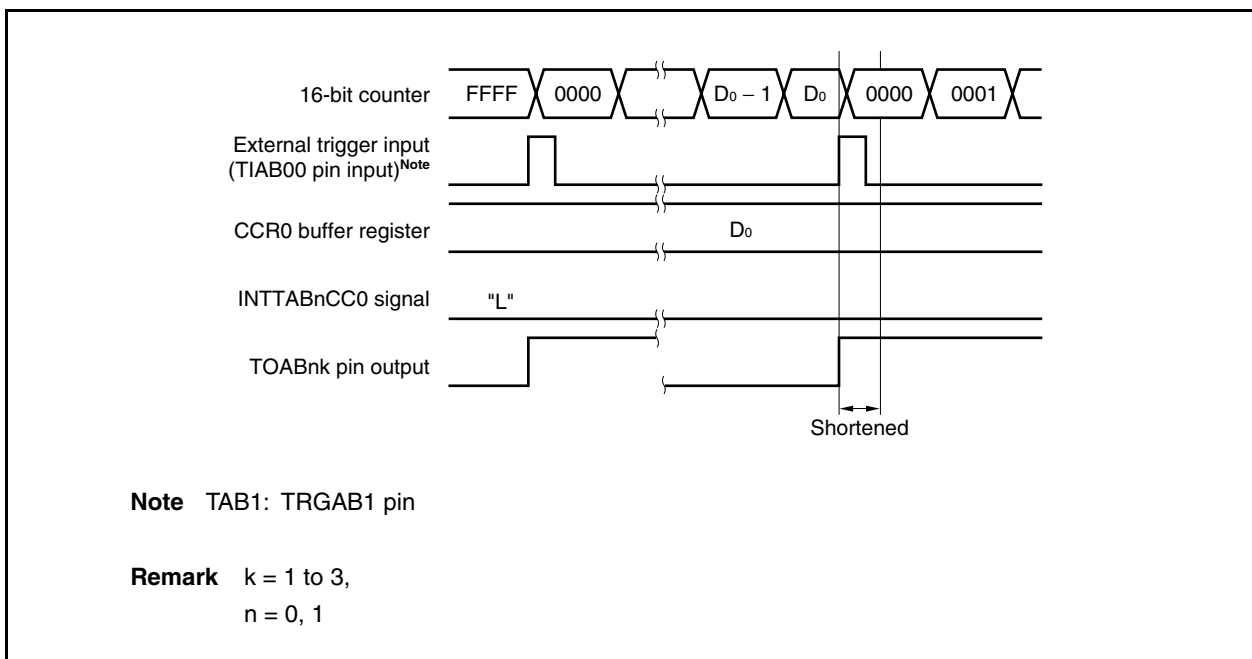 16-bit counter FFFF 0000 D0 − 1 D0 0000 0001
External trigger input
(TIAB00 pin input)Note
CCR0 buffer register D0
INTTABnCC0 signal "L"
TOABnk pin output
Shortened
Note TAB1: TRGAB1 pin
Remark k = 1 to 3,
n = 0, 1